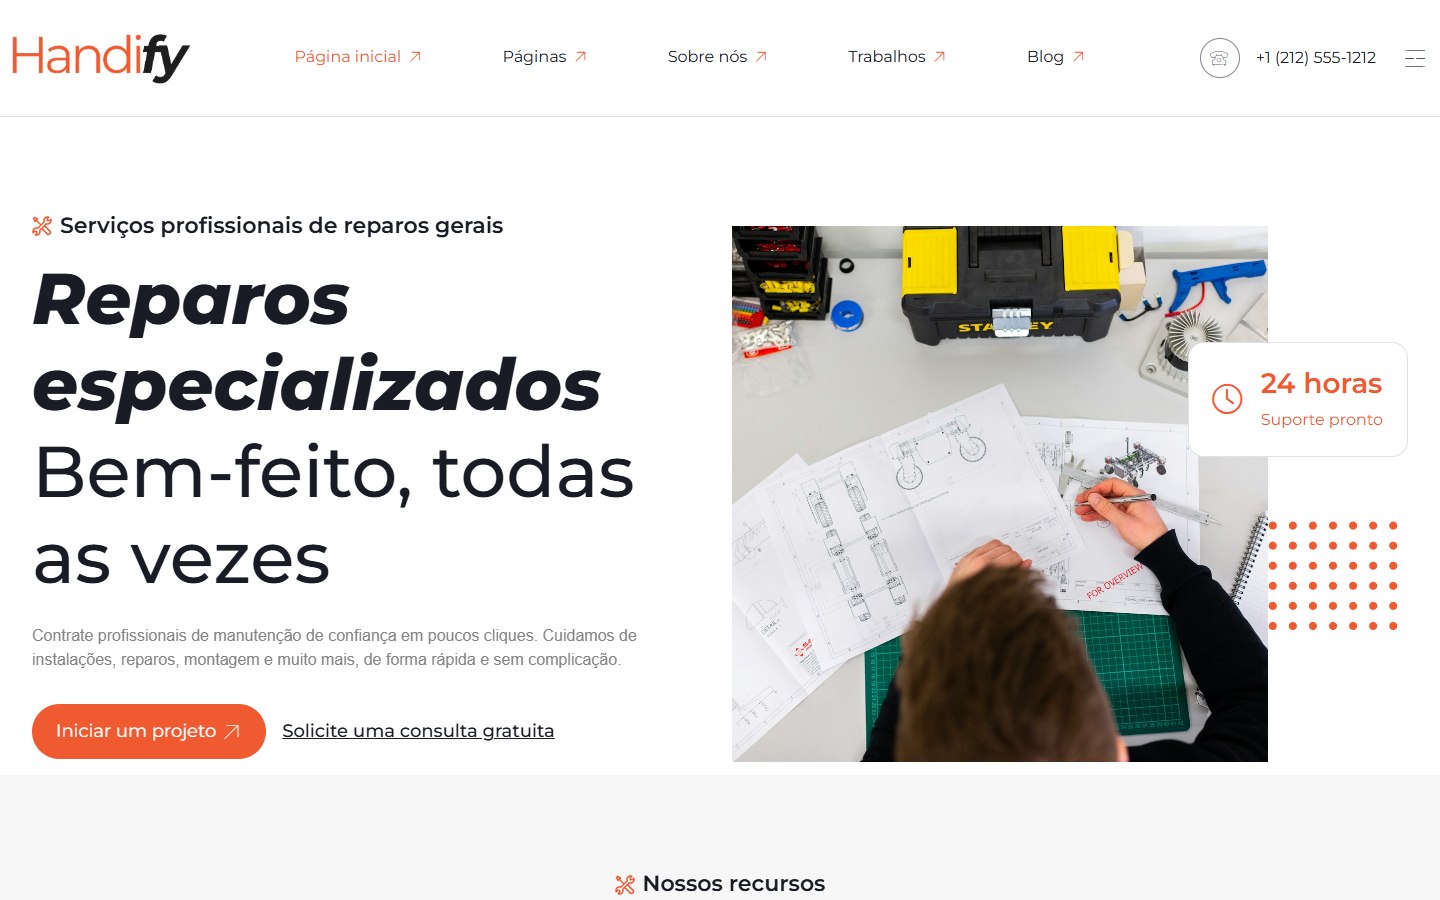 Handify
Página inicial
Páginas
Sobre nós
Trabalhos
Blog
+1 (212) 555-1212
Serviços profissionais de reparos gerais
Reparos
especializados
Bem-feito, todas
as vezes
Contrate profissionais de manutenção de confiança em poucos cliques. Cuidamos de
instalações, reparos, montagem e muito mais, de forma rápida e sem complicação.
Iniciar um projeto
Solicite uma consulta gratuita
24 horas
Suporte pronto
FOR OVERVIEW
Nossos recursos